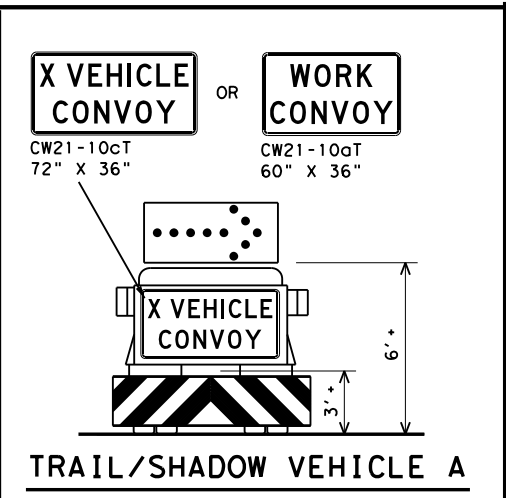 X VEHICLE
CONVOY
OR
WORK
CONVOY
CW21-10cT
72" X 36"
CW21-10aT
60" X 36"
X VEHICLE
CONVOY
6' +
3' +
TRAIL/SHADOW VEHICLE A